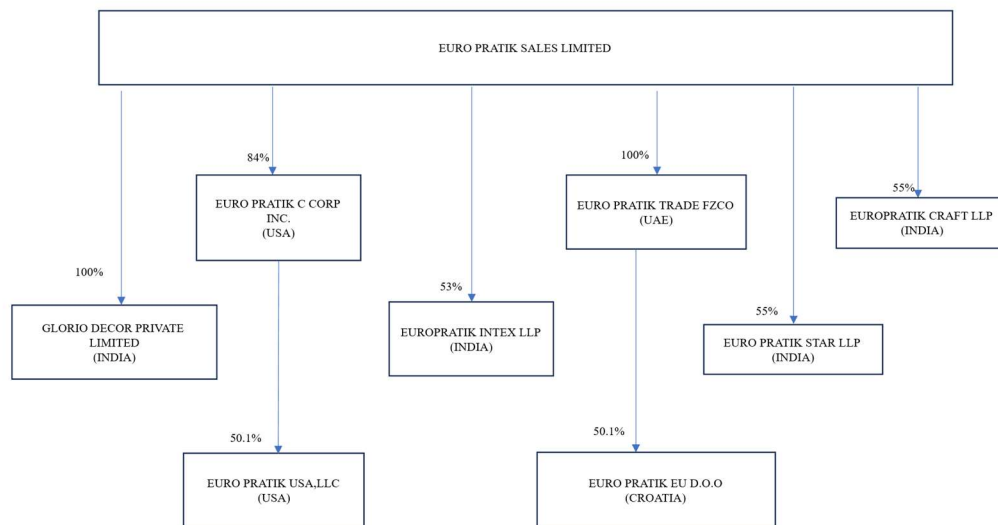 EURO PRATIK SALES LIMITED
84%
100%
55%
EURO PRATIK C CORP
INC.
(USA)
EURO PRATIK TRADE FZCO
(UAE)
EUROPRATIK CRAFT LLP
(INDIA)
100%
53%
55%
GLORIO DECOR PRIVATE
LIMITED
(INDIA)
EUROPRATIK INTEX LLP
(INDIA)
EURO PRATIK STAR LLP
(INDIA)
50.1%
50.1%
EURO PRATIK USA,LLC
(USA)
EURO PRATIK EU D.O.O
(CROATIA)